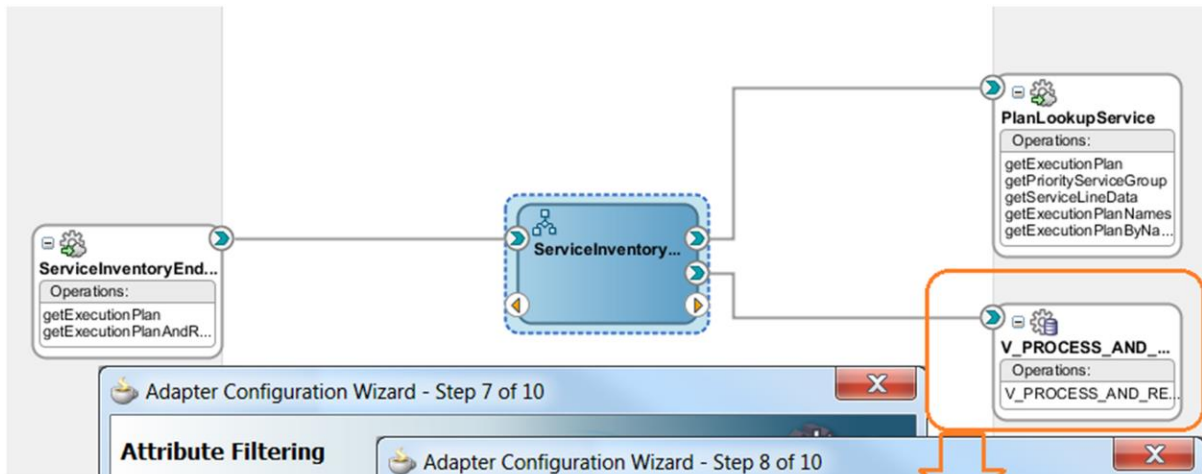 PlanLookupService
Operations:
getExecutionPlan
getPriorityServiceGroup
getServiceLineData
getExecutionPlanNames
getExecutionPlanByNa...
ServiceInventory...
ServiceInventoryEnd...
Operations:
getExecutionPlan
getExecutionPlanAndR...
V_PROCESS_AND_...
Operations:
V_PROCESS_AND_RE...
Adapter Configuration Wizard - Step 7 of 10
Attribute Filtering
Adapter Configuration Wizard - Step 8 of 10